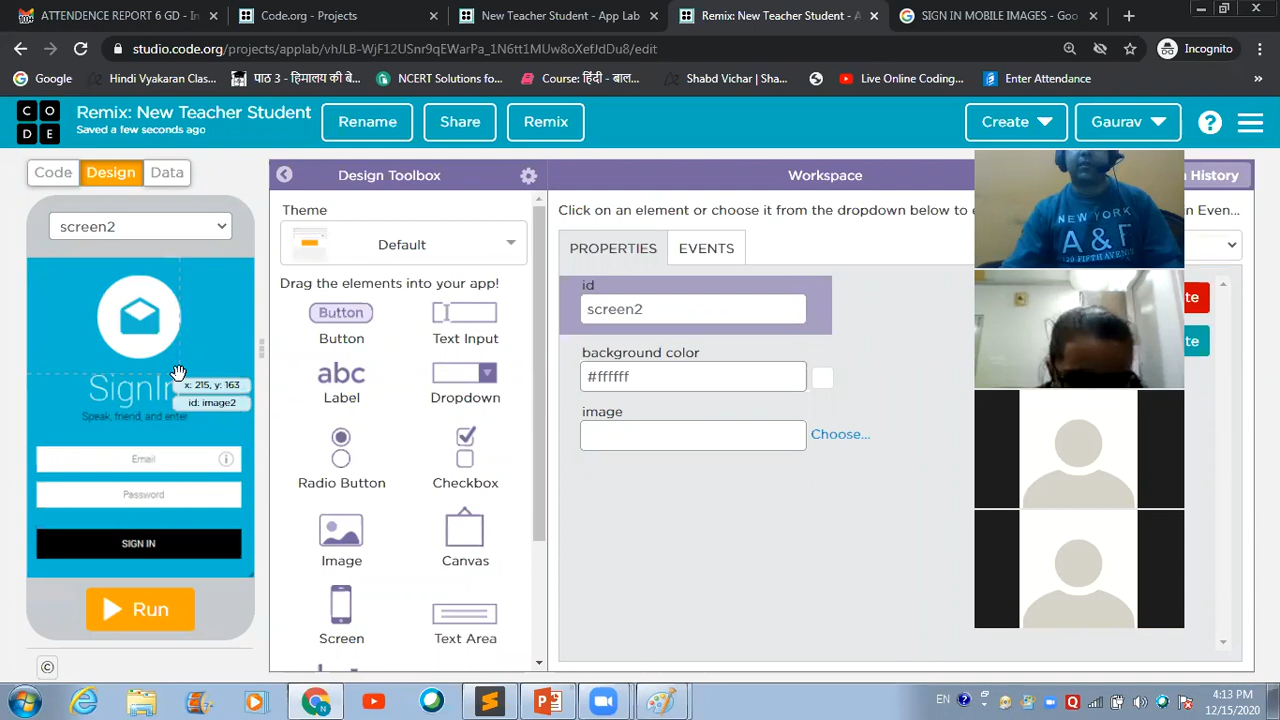 ATTENDENCE REPORT 6 GD - In
Code.org - Projects
New Teacher Student - App Lab
Remix: New Teacher Student - A
SIGN IN MOBILE IMAGES - Goo
studio.code.org/projects/applab/vhJLB-WjF12USnr9qEWarPa_1N6tt1MUw8oXefJdDu8/edit
Incognito
Google
Hindi Vyakaran Clas...
पाठ 3 - हिमालय की बे...
NCERT Solutions for...
Course: हिंदी - बाल...
Shabd Vichar | Sha...
Live Online Coding...
Enter Attendance
»
C O D E
Remix: New Teacher Student
Saved a few seconds ago
Rename
Share
Remix
Create
Gaurav
?
Code
Design
Data
Design Toolbox
Workspace
History
screen2
Theme
Default
Drag the elements into your app!
Button
Button
Text Input
abc
Label
Dropdown
Radio Button
Checkbox
Image
Canvas
Screen
Text Area
SignIn
x: 215, y: 163
id: image2
Speak, friend, and enter
Email
Password
SIGN IN
Run
©
Click on an element or choose it from the dropdown below to e
n Even...
PROPERTIES
EVENTS
id
screen2
background color
#ffffff
image
Choose...
te
te
NEW YORK
A & F
FIFTH AVENUE
EN
4:13 PM
12/15/2020